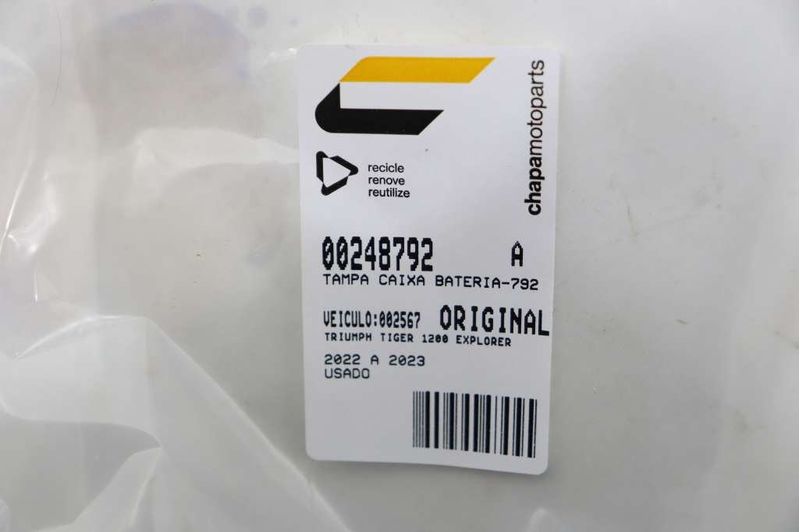 chapamotoparts
recicle
renove
reutilize
00248792 A
TAMPA CAIXA BATERIA-792
VEICULO:002567 ORIGINAL
TRIUMPH TIGER 1200 EXPLORER
2022 A 2023
USADO